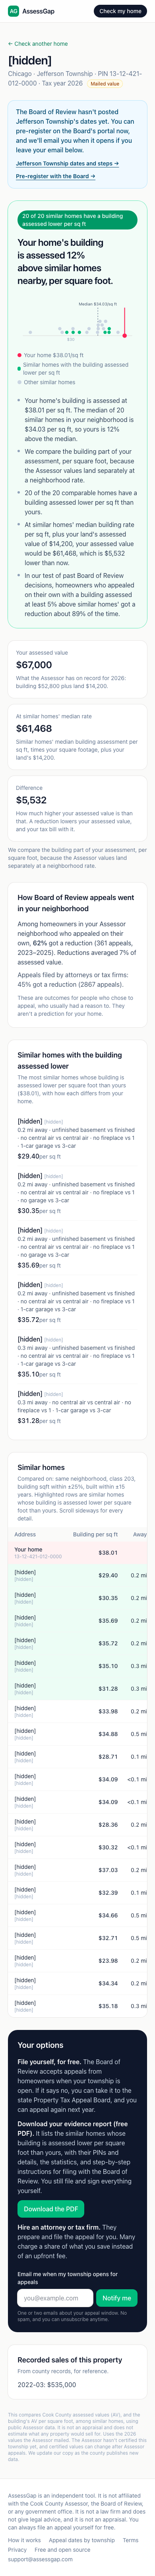 AG AssessGap
Check my home
← Check another home
[hidden]
Chicago · Jefferson Township · PIN 13-12-421-
012-0000 · Tax year 2026 Mailed value
The Board of Review hasn't posted
Jefferson Township's dates yet. You can
pre-register on the Board's portal now,
and we'll email you when it opens if you
leave your email below.
Jefferson Township dates and steps →
Pre-register with the Board →
20 of 20 similar homes have a building
assessed lower per sq ft
Your home's building
is assessed 12%
above similar homes
nearby, per square foot.
Median $34.03/sq ft
Your home $38.01/sq ft
Similar homes with the building assessed
lower per sq ft
Other similar homes
Your home's building is assessed at
$38.01 per sq ft. The median of 20
similar homes in your neighborhood is
$34.03 per sq ft, so yours is 12%
above the median.
We compare the building part of your
assessment, per square foot, because
the Assessor values land separately at
a neighborhood rate.
20 of the 20 comparable homes have a
building assessed lower per sq ft than
yours.
At similar homes' median building rate
per sq ft, plus your land's assessed
value of $14,200, your assessed value
would be $61,468, which is $5,532
lower than now.
In our test of past Board of Review
decisions, homeowners who appealed
on their own with a building assessed
at least 5% above similar homes' got a
reduction about 89% of the time.
Your assessed value
$67,000
What the Assessor has on record for 2026:
building $52,800 plus land $14,200.
At similar homes' median rate
$61,468
Similar homes' median building assessment per
sq ft, times your square footage, plus your
land's $14,200.
Difference
$5,532
How much higher your assessed value is than
that. A reduction lowers your assessed value,
and your tax bill with it.
We compare the building part of your assessment, per
square foot, because the Assessor values land
separately at a neighborhood rate.
How Board of Review appeals went
in your neighborhood
Among homeowners in your Assessor
neighborhood who appealed on their
own, 62% got a reduction (361 appeals,
2023–2025). Reductions averaged 7% of
assessed value.
Appeals filed by attorneys or tax firms:
45% got a reduction (2867 appeals).
These are outcomes for people who chose to
appeal, who usually had a reason to. They
aren't a prediction for your home.
Similar homes with the building
assessed lower
The most similar homes whose building is
assessed lower per square foot than yours
($38.01), with how each differs from your
home.
[hidden] [hidden]
0.2 mi away · unfinished basement vs finished
· no central air vs central air · no fireplace vs 1
· 1-car garage vs 3-car
$29.40per sq ft
[hidden] [hidden]
0.2 mi away · unfinished basement vs finished
· no central air vs central air · no fireplace vs 1
· no garage vs 3-car
$30.35per sq ft
[hidden] [hidden]
0.2 mi away · unfinished basement vs finished
· no central air vs central air · no fireplace vs 1
· no garage vs 3-car
$35.69per sq ft
[hidden] [hidden]
0.2 mi away · unfinished basement vs finished
· no central air vs central air · no fireplace vs 1
· 1-car garage vs 3-car
$35.72per sq ft
[hidden] [hidden]
0.3 mi away · unfinished basement vs finished
· no central air vs central air · no fireplace vs 1
· 1-car garage vs 3-car
$35.10per sq ft
[hidden] [hidden]
0.3 mi away · no central air vs central air · no
fireplace vs 1 · 1-car garage vs 3-car
$31.28per sq ft
Similar homes
Compared on: same neighborhood, class 203,
building sqft within ±25%, built within ±15
years. Highlighted rows are similar homes
whose building is assessed lower per square
foot than yours. Scroll sideways for every
detail.
Address Building per sq ft Away
Your home
13-12-421-012-0000 $38.01
[hidden]
[hidden] $29.40 0.2 mi
[hidden]
[hidden] $30.35 0.2 mi
[hidden]
[hidden] $35.69 0.2 mi
[hidden]
[hidden] $35.72 0.2 mi
[hidden]
[hidden] $35.10 0.3 mi
[hidden]
[hidden] $31.28 0.3 mi
[hidden]
[hidden] $33.98 0.2 mi
[hidden]
[hidden] $34.88 0.5 mi
[hidden]
[hidden] $28.71 0.1 mi
[hidden]
[hidden] $34.09 <0.1 mi
[hidden]
[hidden] $34.09 <0.1 mi
[hidden]
[hidden] $28.36 0.2 mi
[hidden]
[hidden] $30.32 <0.1 mi
[hidden]
[hidden] $37.03 0.2 mi
[hidden]
[hidden] $32.39 0.1 mi
[hidden]
[hidden] $34.66 0.5 mi
[hidden]
[hidden] $32.71 0.5 mi
[hidden]
[hidden] $23.98 0.2 mi
[hidden]
[hidden] $34.34 0.2 mi
[hidden]
[hidden] $35.18 0.3 mi
Your options
File yourself, for free. The Board of
Review accepts appeals from
homeowners when your township is
open. If it says no, you can take it to the
state Property Tax Appeal Board, and you
can appeal again next year.
Download your evidence report (free
PDF). It lists the similar homes whose
building is assessed lower per square
foot than yours, with their PINs and
details, the statistics, and step-by-step
instructions for filing with the Board of
Review. You still file and sign everything
yourself.
Download the PDF
Hire an attorney or tax firm. They
prepare and file the appeal for you. Many
charge a share of what you save instead
of an upfront fee.
Email me when my township opens for
appeals
you@example.com
Notify me
One or two emails about your appeal window. No
spam, and you can unsubscribe anytime.
Recorded sales of this property
From county records, for reference.
2022-03: $535,000
This compares Cook County assessed values (AV), and the
building's AV per square foot, among similar homes, using
public Assessor data. It is not an appraisal and does not
estimate what any property would sell for. Uses the 2026
values the Assessor mailed. The Assessor hasn't certified this
township yet, and certified values can change after Assessor
appeals. We update our copy as the county publishes new
data.
AssessGap is an independent tool. It is not affiliated
with the Cook County Assessor, the Board of Review,
or any government office. It is not a law firm and does
not give legal advice, and it is not an appraisal. You
can always file an appeal yourself for free.
How it works Appeal dates by township Terms
Privacy Free and open source
support@assessgap.com